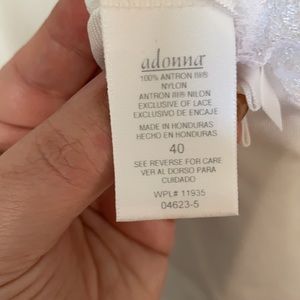 adonna
100% ANTRON III®
NYLON
ANTRON III® NILON
EXCLUSIVE OF LACE
EXCLUSIVO DE ENCAJE
MADE IN HONDURAS
HECHO EN HONDURAS
40
SEE REVERSE FOR CARE
VER AL DORSO PARA
CUIDADO
WPL# 11935
04623-5